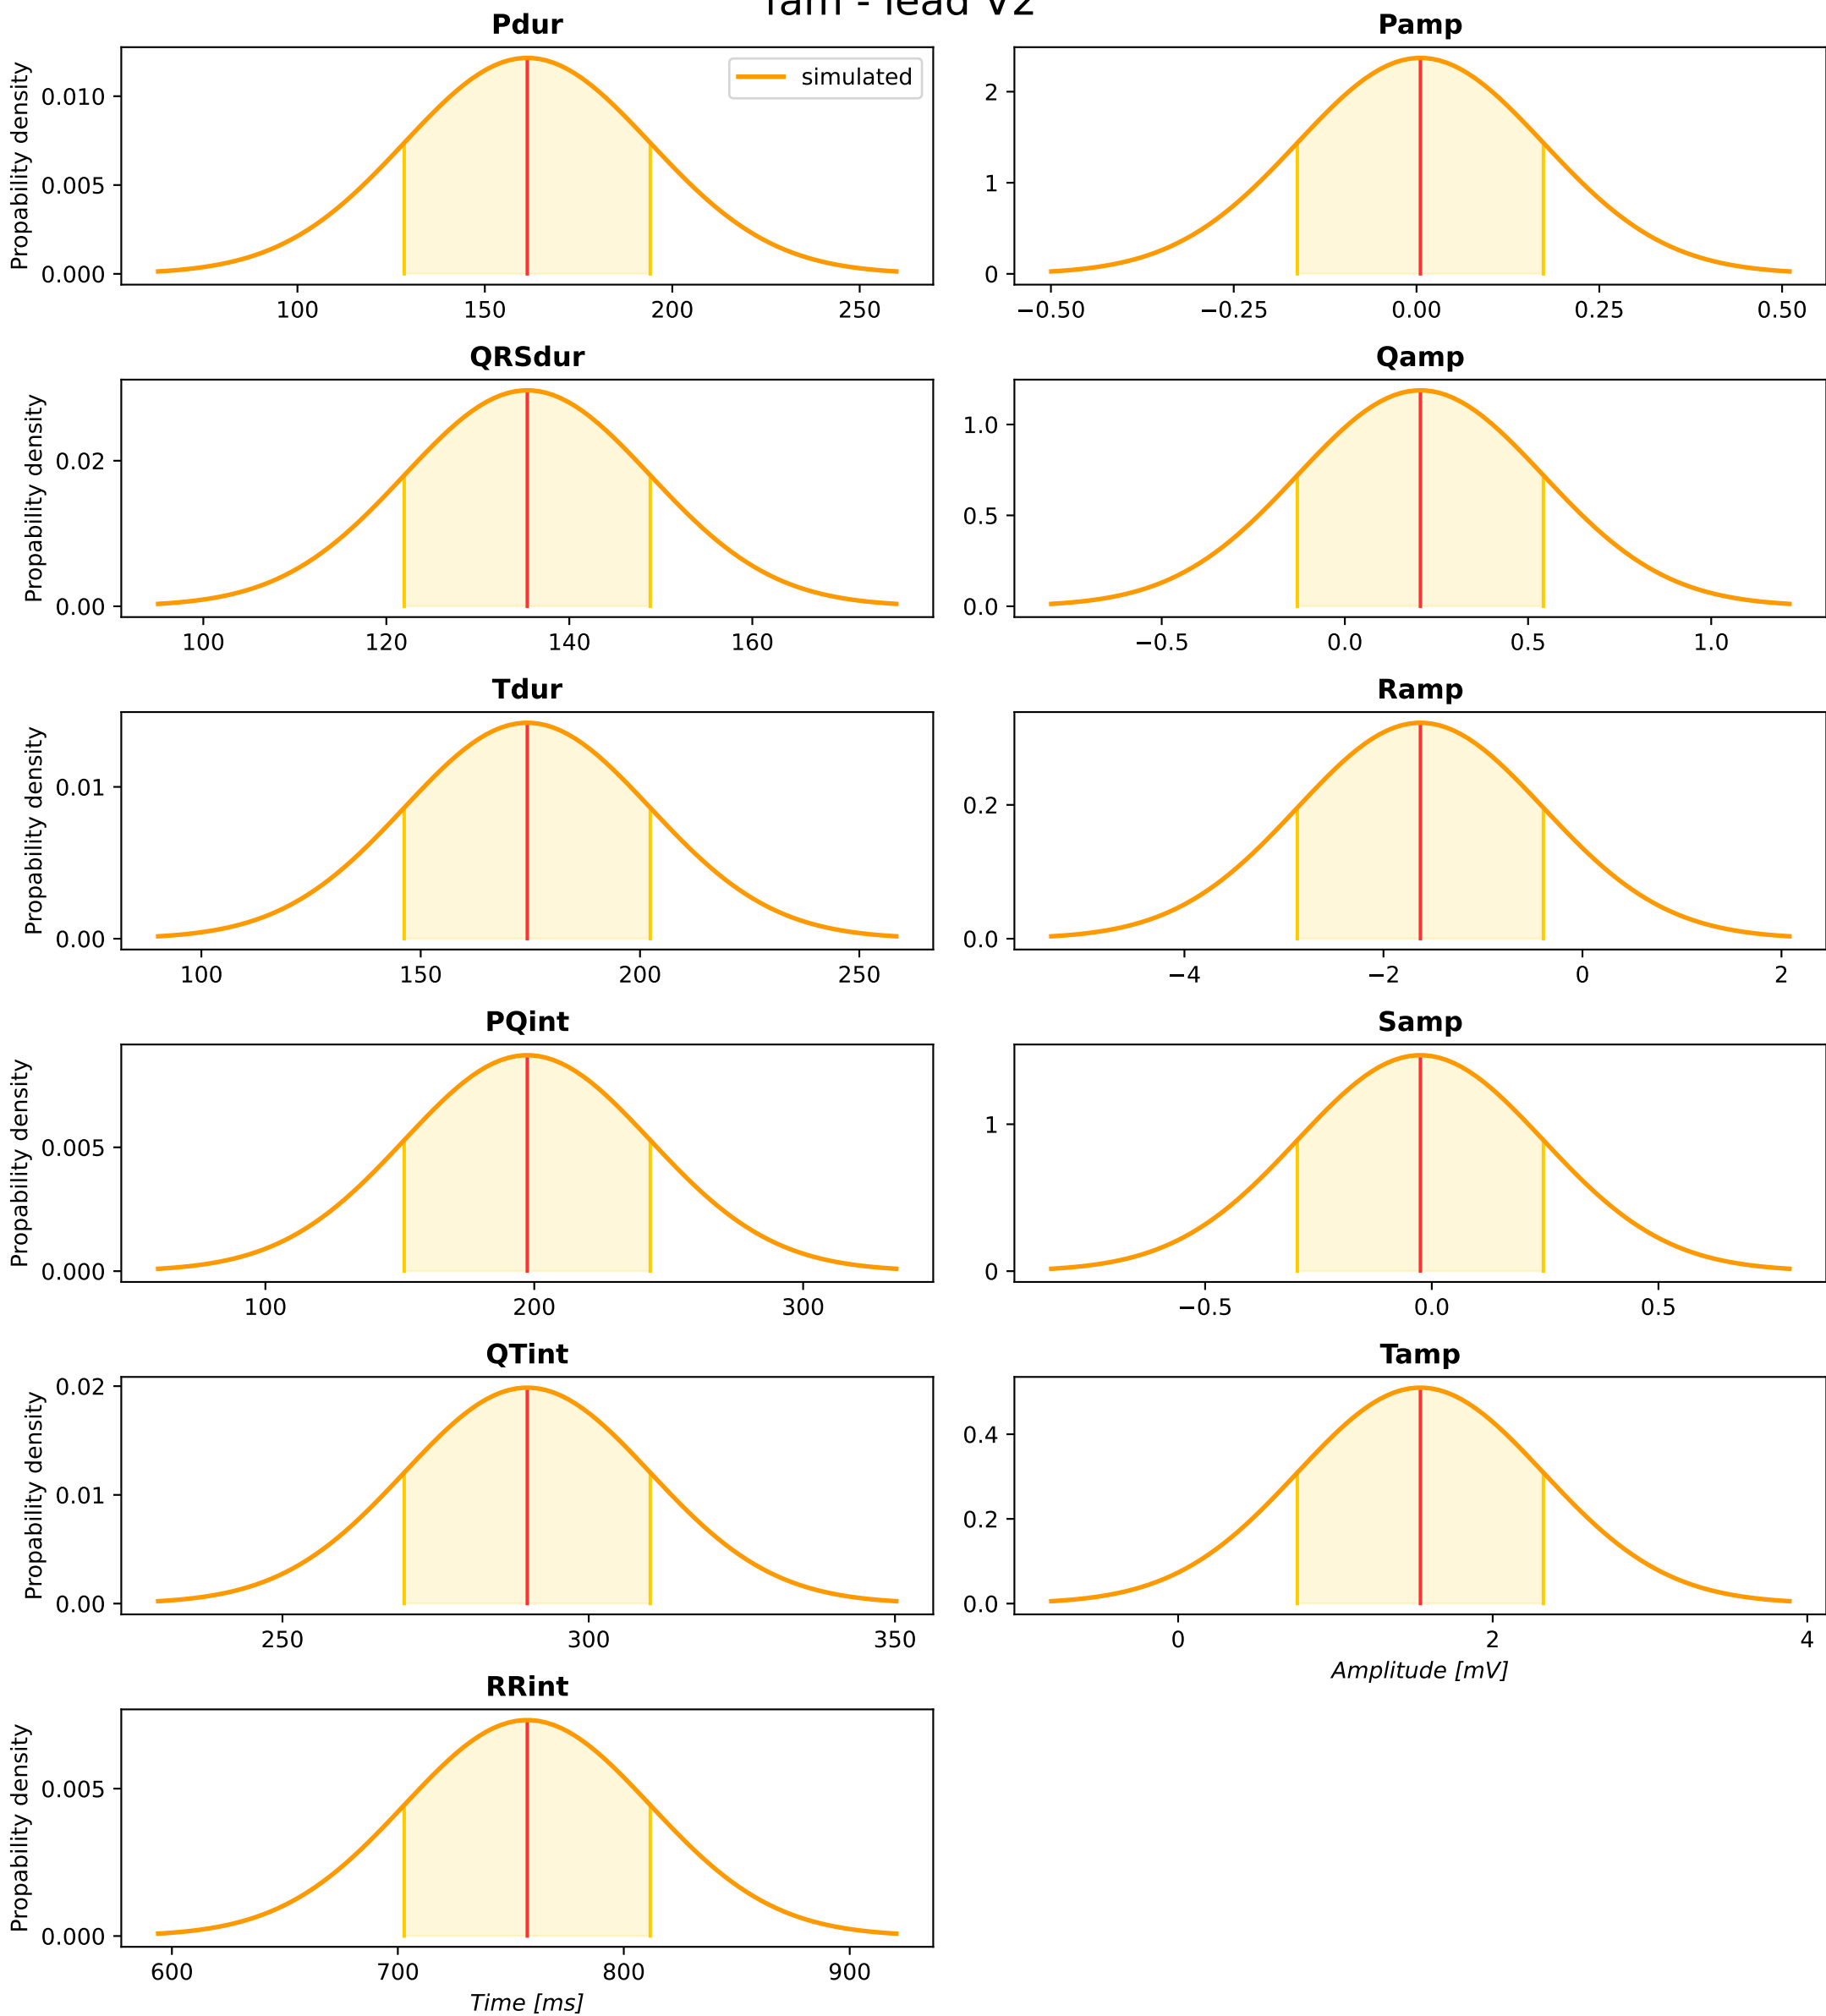 - lead V2
Pdur
Propability density
0.010
0.005
0.000
simulated
100 150 200 250
Pamp
2
1
0
−0.50 −0.25 0.00 0.25 0.50
QRSdur
Propability density
0.02
0.00
100 120 140 160
Qamp
1.0
0.5
0.0
−0.5 0.0 0.5 1.0
Tdur
Propability density
0.01
0.00
100 150 200 250
Ramp
0.2
0.0
−4 −2 0 2
PQint
Propability density
0.005
0.000
100 200 300
Samp
1
0
−0.5 0.0 0.5
QTint
Propability density
0.02
0.01
0.00
250 300 350
Tamp
0.4
0.2
0.0
0 2 4
Amplitude [mV]
RRint
Propability density
0.005
0.000
600 700 800 900
Time [ms]